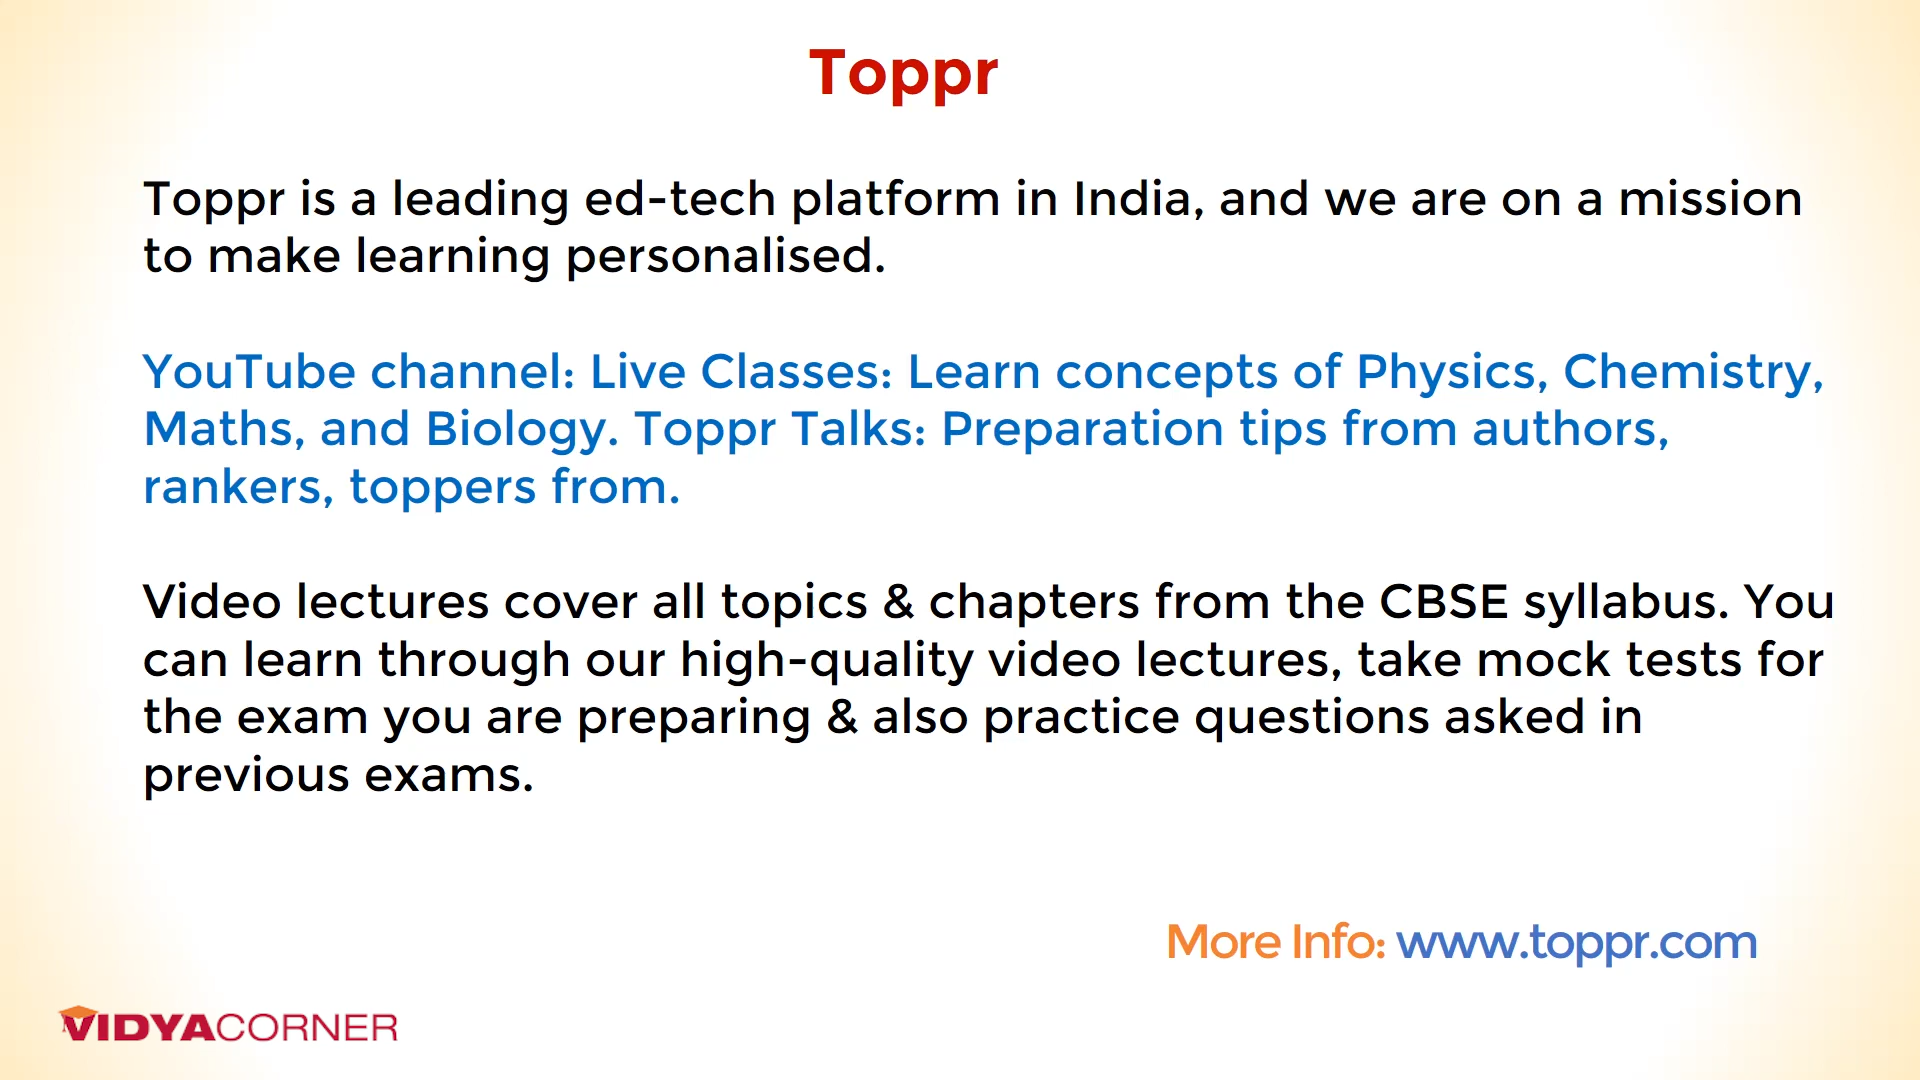 Toppr
Toppr is a leading ed-tech platform in India, and we are on a mission
to make learning personalised.
YouTube channel: Live Classes: Learn concepts of Physics, Chemistry,
Maths, and Biology. Toppr Talks: Preparation tips from authors,
rankers, toppers from.
Video lectures cover all topics & chapters from the CBSE syllabus. You
can learn through our high-quality video lectures, take mock tests for
the exam you are preparing & also practice questions asked in
previous exams.
More Info: www.toppr.com
VIDYACORNER